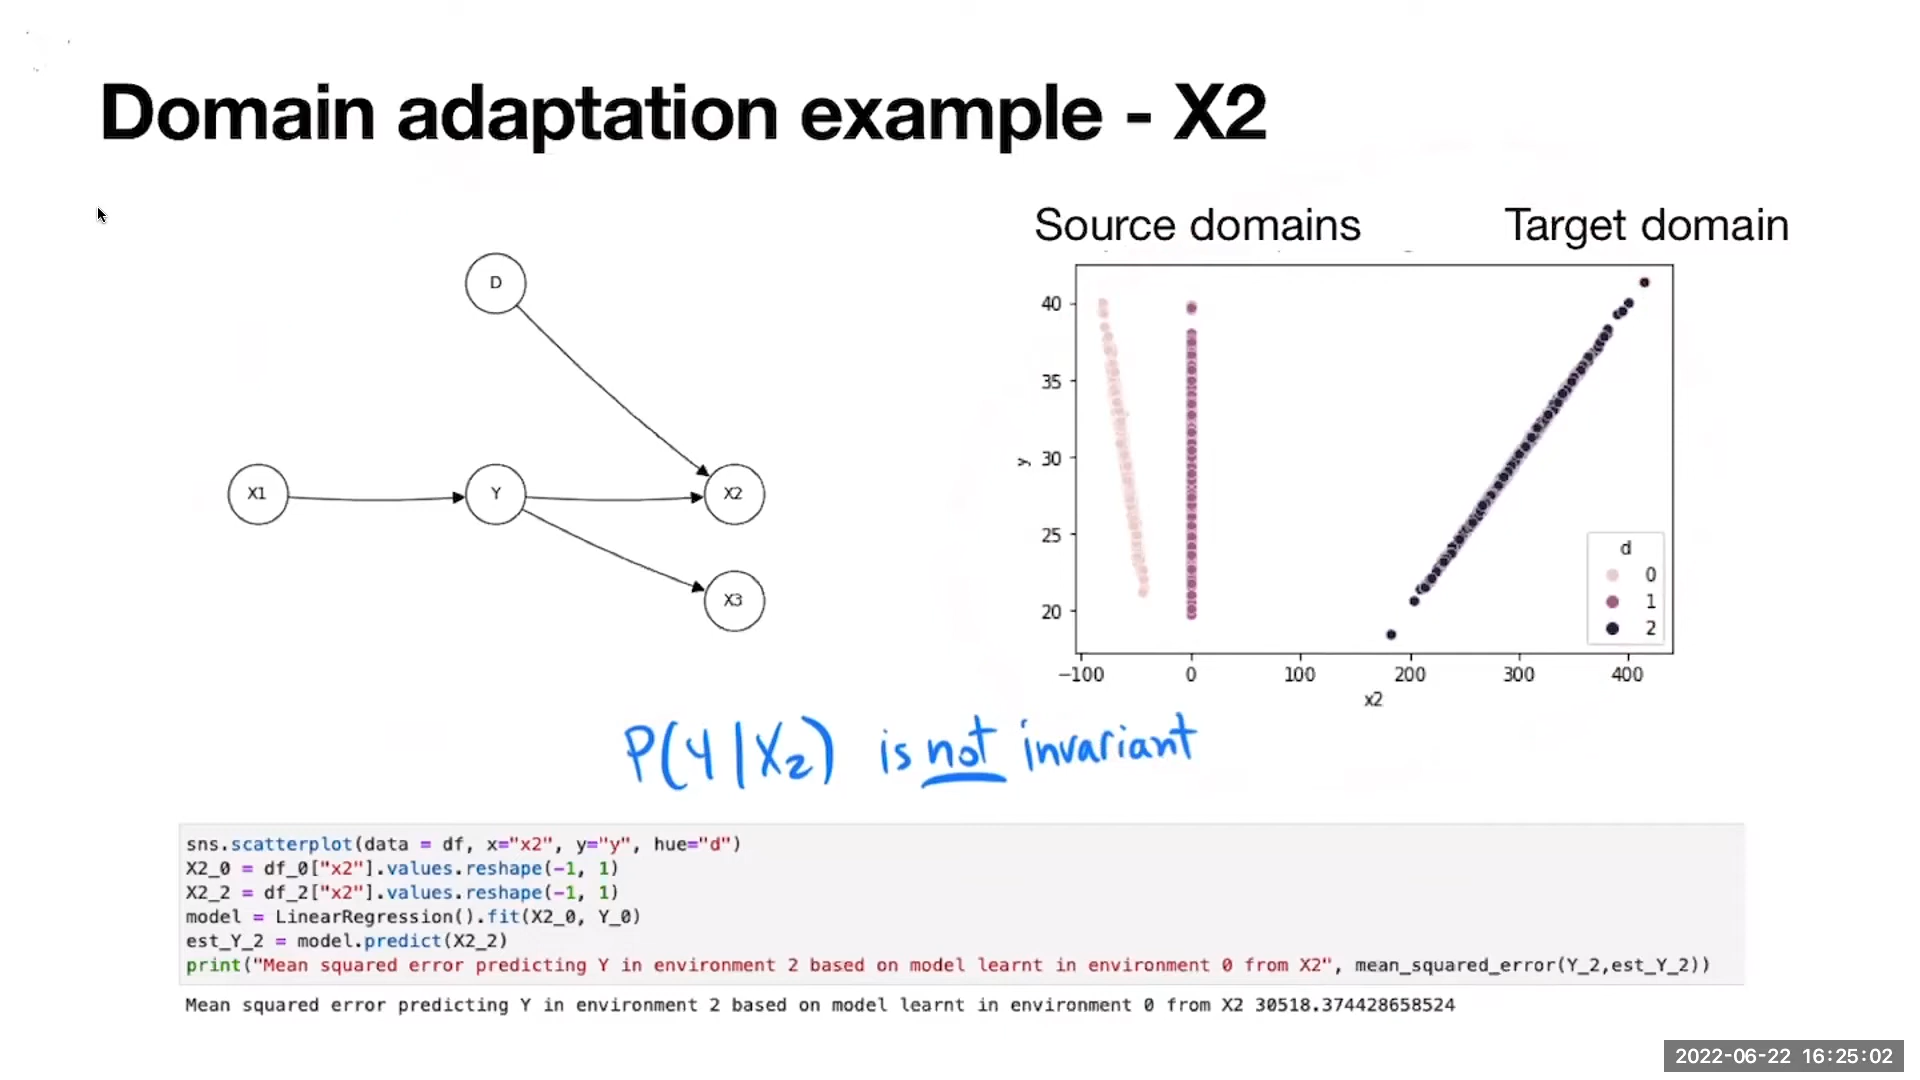 Domain adaptation example - X2
Source domains
Target domain
D
X1
Y
X2
X3
40
35
30
25
20
y
d
0
1
2
−100
0
100
200
300
400
x2
P(Y|X2) is not invariant
sns.scatterplot(data = df, x="x2", y="y", hue="d")
X2_0 = df_0["x2"].values.reshape(-1, 1)
X2_2 = df_2["x2"].values.reshape(-1, 1)
model = LinearRegression().fit(X2_0, Y_0)
est_Y_2 = model.predict(X2_2)
print("Mean squared error predicting Y in environment 2 based on model learnt in environment 0 from X2", mean_squared_error(Y_2,est_Y_2))
Mean squared error predicting Y in environment 2 based on model learnt in environment 0 from X2 30518.374428658524
2022-06-22 16:25:02